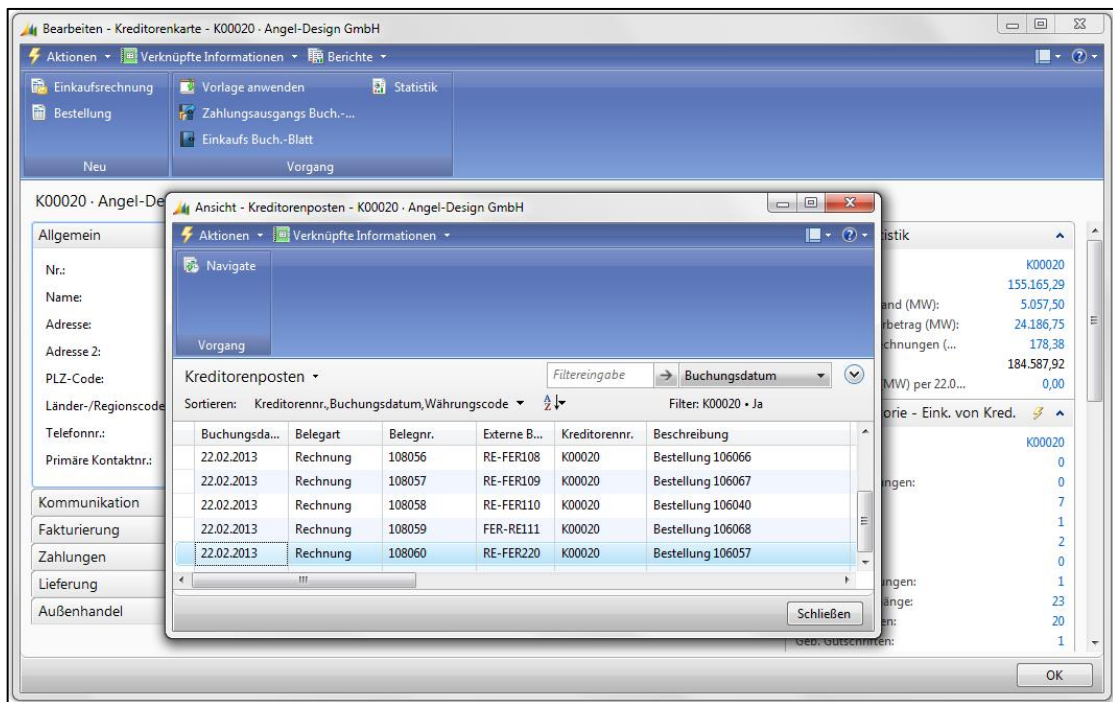 Bearbeiten - Kreditorenkarte - K00020 · Angel-Design GmbH
Aktionen Verknüpfte Informationen Berichte
Einkaufsrechnung Vorlage anwenden Statistik
Bestellung Zahlungsausgangs Buch.-...
Einkaufs Buch.-Blatt
Neu Vorgang
K00020 · Angel-De
Allgemein
Nr.:
Name:
Adresse:
Adresse 2:
PLZ-Code:
Länder-/Regionscode
Telefonnr.:
Primäre Kontaktnr.:
Kommunikation
Fakturierung
Zahlungen
Lieferung
Außenhandel
Ansicht - Kreditorenposten - K00020 · Angel-Design GmbH
Aktionen Verknüpfte Informationen
Navigate
Vorgang
Kreditorenposten Filtereingabe Buchungsdatum
Sortieren: Kreditorennr.,Buchungsdatum,Währungscode Filter: K00020 • Ja
Buchungsda... Belegart Belegnr. Externe B... Kreditorennr. Beschreibung
22.02.2013 Rechnung 108056 RE-FER108 K00020 Bestellung 106066
22.02.2013 Rechnung 108057 RE-FER109 K00020 Bestellung 106067
22.02.2013 Rechnung 108058 RE-FER110 K00020 Bestellung 106040
22.02.2013 Rechnung 108059 FER-RE111 K00020 Bestellung 106068
22.02.2013 Rechnung 108060 RE-FER220 K00020 Bestellung 106057
Schließen
tistik
K00020
155.165,29
and (MW): 5.057,50
rbetrag (MW): 24.186,75
chnungen (... 178,38
184.587,92
MW) per 22.0... 0,00
orie - Eink. von Kred.
K00020
0
ngen: 0
7
1
2
0
ungen: 1
änge: 23
en: 20
Geb. Gutschriften: 1
OK